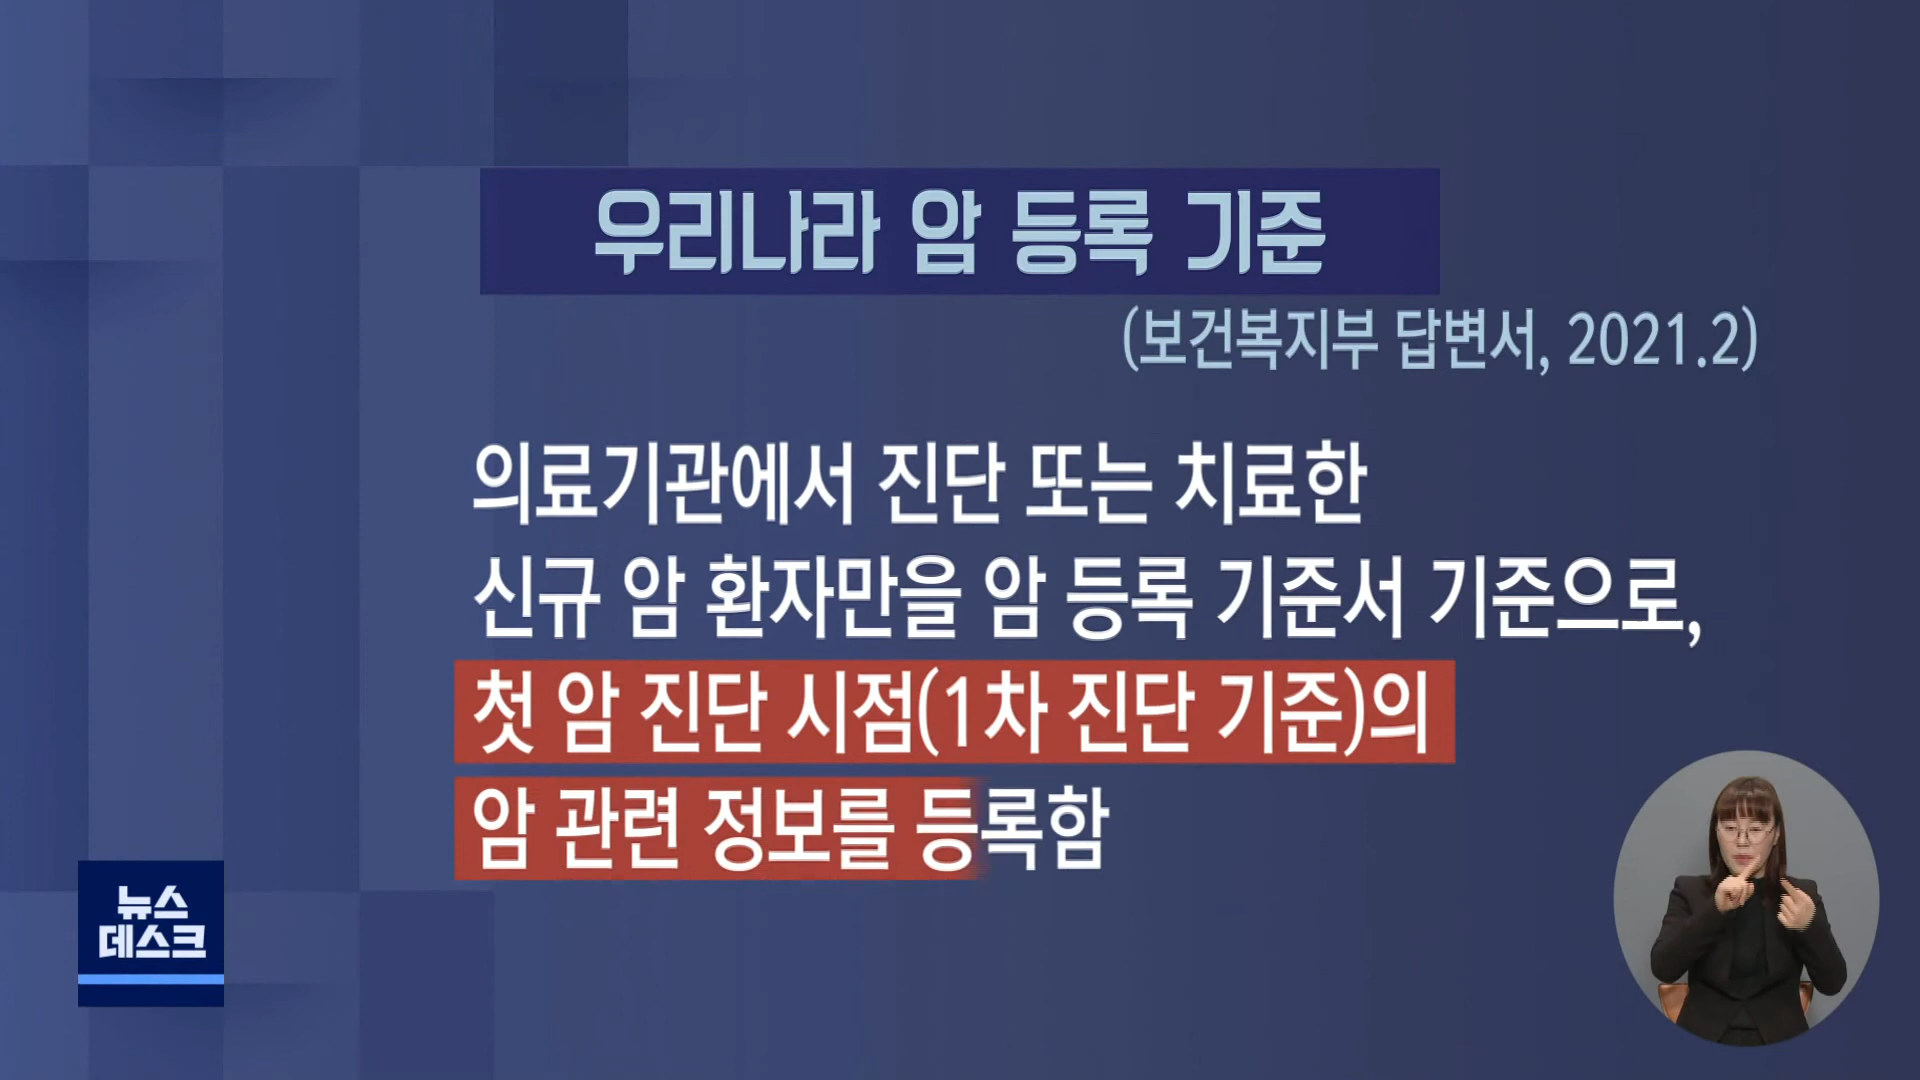 우리나라 암 등록 기준
(보건복지부 답변서, 2021.2)
의료기관에서 진단 또는 치료한
신규 암 환자만을 암 등록 기준서 기준으로,
첫 암 진단 시점(1차 진단 기준)의
암 관련 정보를 등록함
뉴스
데스크